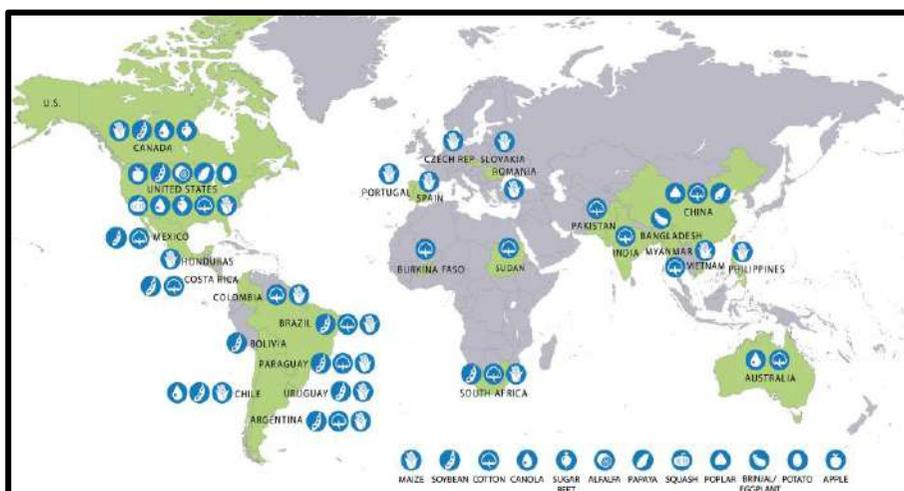 U.S.
CANADA
UNITED STATES
MEXICO
HONDURAS
COSTA RICA
COLOMBIA
BRAZIL
BOLIVIA
PARAGUAY
CHILE
URUGUAY
ARGENTINA
CZECH REP
SLOVAKIA
ROMANIA
PORTUGAL
SPAIN
BURKINA FASO
SUDAN
SOUTH AFRICA
PAKISTAN
CHINA
BANGLADESH
INDIA
MYANMAR
VIETNAM
PHILIPPINES
AUSTRALIA
MAIZE SOYBEAN COTTON CANOLA SUGAR ALFALFA PAPAYA SQUASH POPLAR BRINJAL/ POTATO APPLE
BEET EGGPLANT